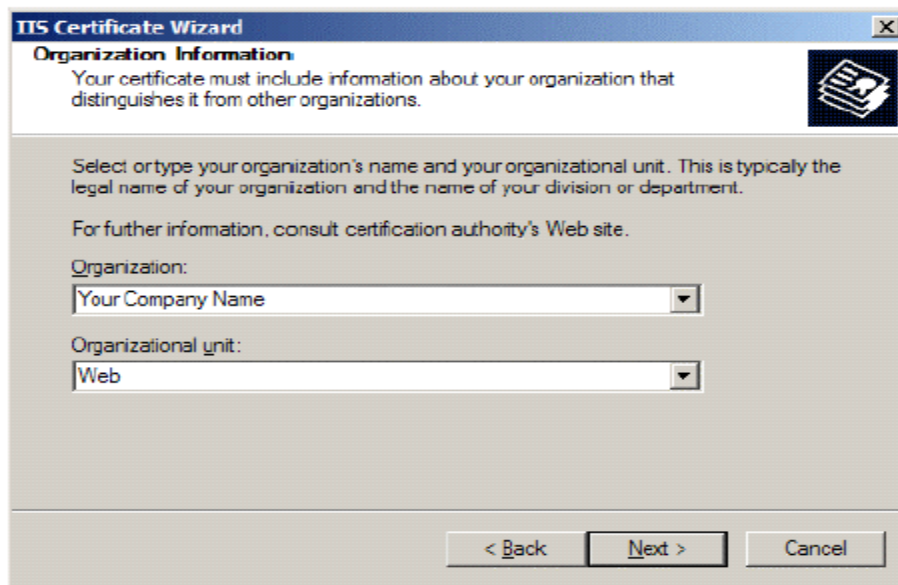 IIS Certificate Wizard
Organization Information
Your certificate must include information about your organization that
distinguishes it from other organizations.
Select or type your organization's name and your organizational unit. This is typically the
legal name of your organization and the name of your division or department.
For further information, consult certification authority's Web site.
Organization:
Your Company Name
Organizational unit:
Web
< Back
Next >
Cancel